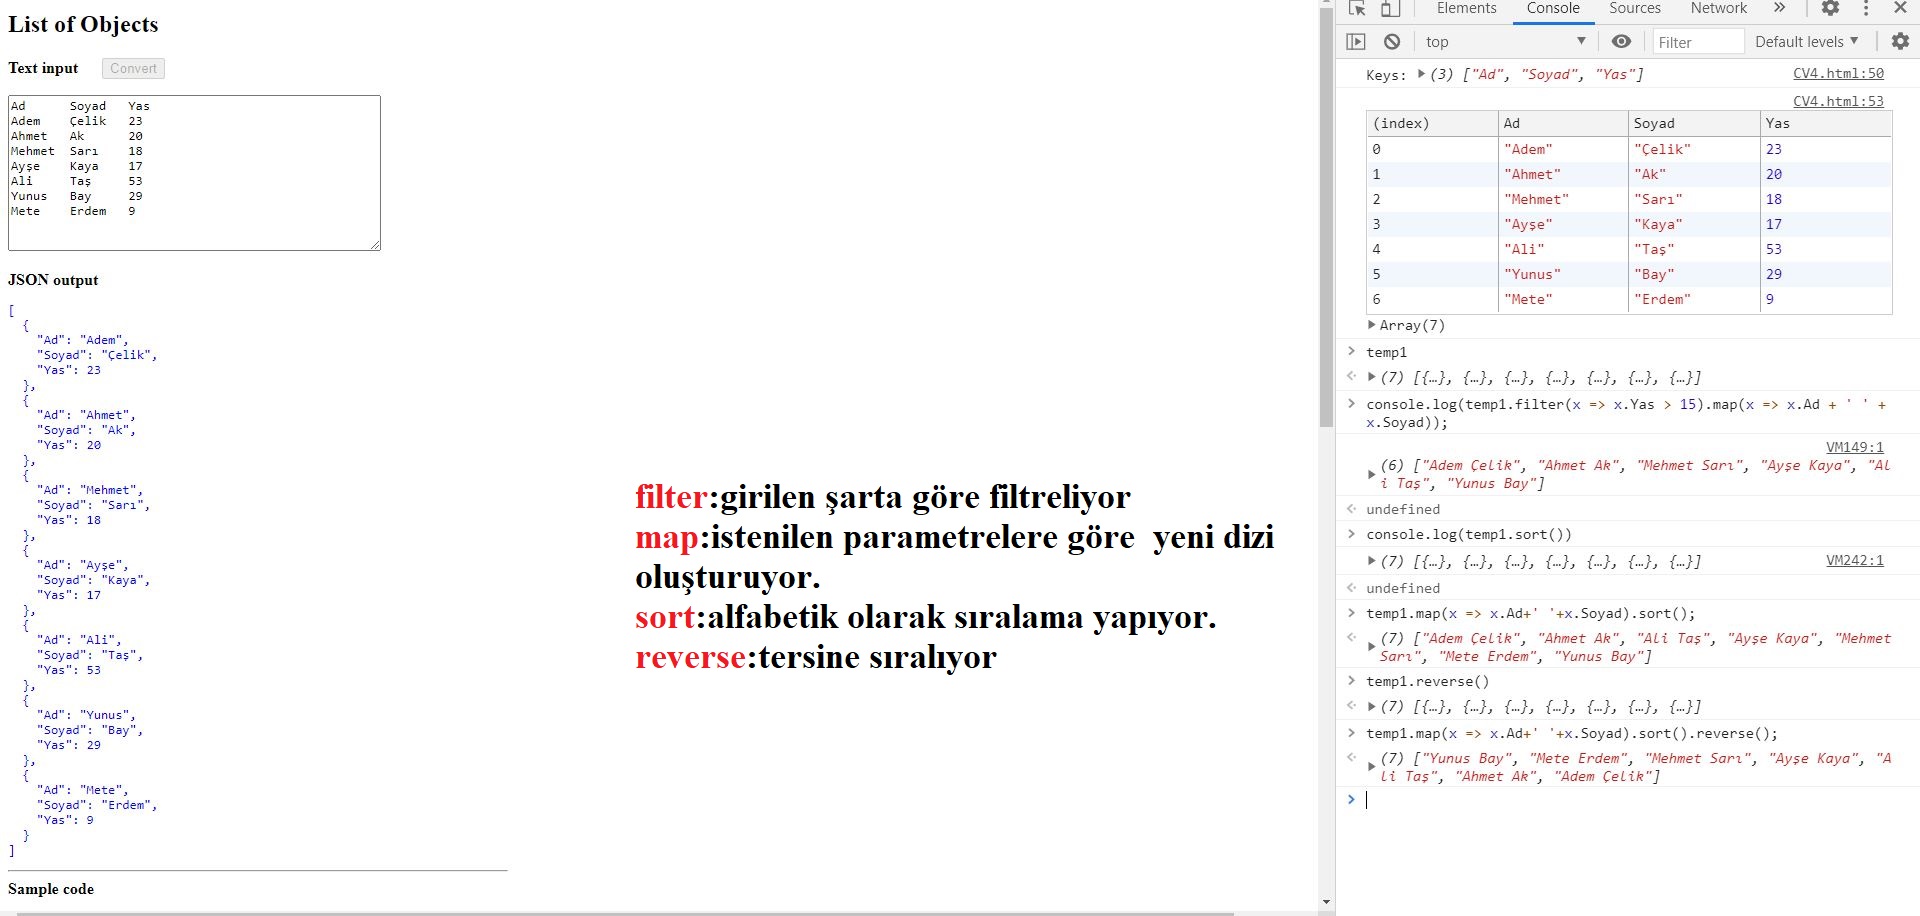 List of Objects
Text input Convert
Ad Soyad Yas
Adem Çelik 23
Ahmet Ak 20
Mehmet Sarı 18
Ayşe Kaya 17
Ali Taş 53
Yunus Bay 29
Mete Erdem 9
JSON output
[
{
"Ad": "Adem",
"Soyad": "Çelik",
"Yas": 23
},
{
"Ad": "Ahmet",
"Soyad": "Ak",
"Yas": 20
},
{
"Ad": "Mehmet",
"Soyad": "Sarı",
"Yas": 18
},
{
"Ad": "Ayşe",
"Soyad": "Kaya",
"Yas": 17
},
{
"Ad": "Ali",
"Soyad": "Taş",
"Yas": 53
},
{
"Ad": "Yunus",
"Soyad": "Bay",
"Yas": 29
},
{
"Ad": "Mete",
"Soyad": "Erdem",
"Yas": 9
}
]
Sample code
filter:girilen şarta göre filtreliyor
map:istenilen parametrelere göre yeni dizi
oluşturuyor.
sort:alfabetik olarak sıralama yapıyor.
reverse:tersine sıralıyor
Elements Console Sources Network »
top Filter Default levels
Keys: (3) ["Ad", "Soyad", "Yas"] CV4.html:50
CV4.html:53
(index) Ad Soyad Yas
0 "Adem" "Çelik" 23
1 "Ahmet" "Ak" 20
2 "Mehmet" "Sarı" 18
3 "Ayşe" "Kaya" 17
4 "Ali" "Taş" 53
5 "Yunus" "Bay" 29
6 "Mete" "Erdem" 9
Array(7)
> temp1
(7) [{…}, {…}, {…}, {…}, {…}, {…}, {…}]
> console.log(temp1.filter(x => x.Yas > 15).map(x => x.Ad + ' ' +
x.Soyad));
VM149:1
(6) ["Adem Çelik", "Ahmet Ak", "Mehmet Sarı", "Ayşe Kaya", "Al
i Taş", "Yunus Bay"]
undefined
> console.log(temp1.sort())
(7) [{…}, {…}, {…}, {…}, {…}, {…}, {…}] VM242:1
undefined
> temp1.map(x => x.Ad+' '+x.Soyad).sort();
(7) ["Adem Çelik", "Ahmet Ak", "Ali Taş", "Ayşe Kaya", "Mehmet
Sarı", "Mete Erdem", "Yunus Bay"]
> temp1.reverse()
(7) [{…}, {…}, {…}, {…}, {…}, {…}, {…}]
> temp1.map(x => x.Ad+' '+x.Soyad).sort().reverse();
(7) ["Yunus Bay", "Mete Erdem", "Mehmet Sarı", "Ayşe Kaya", "A
li Taş", "Ahmet Ak", "Adem Çelik"]
>